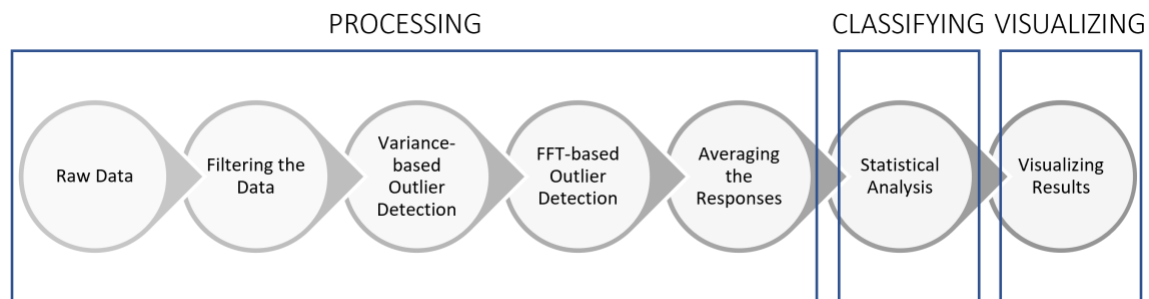 PROCESSING
CLASSIFYING
VISUALIZING
Raw Data
Filtering the
Data
Variance-
based
Outlier
Detection
FFT-based
Outlier
Detection
Averaging
the
Responses
Statistical
Analysis
Visualizing
Results